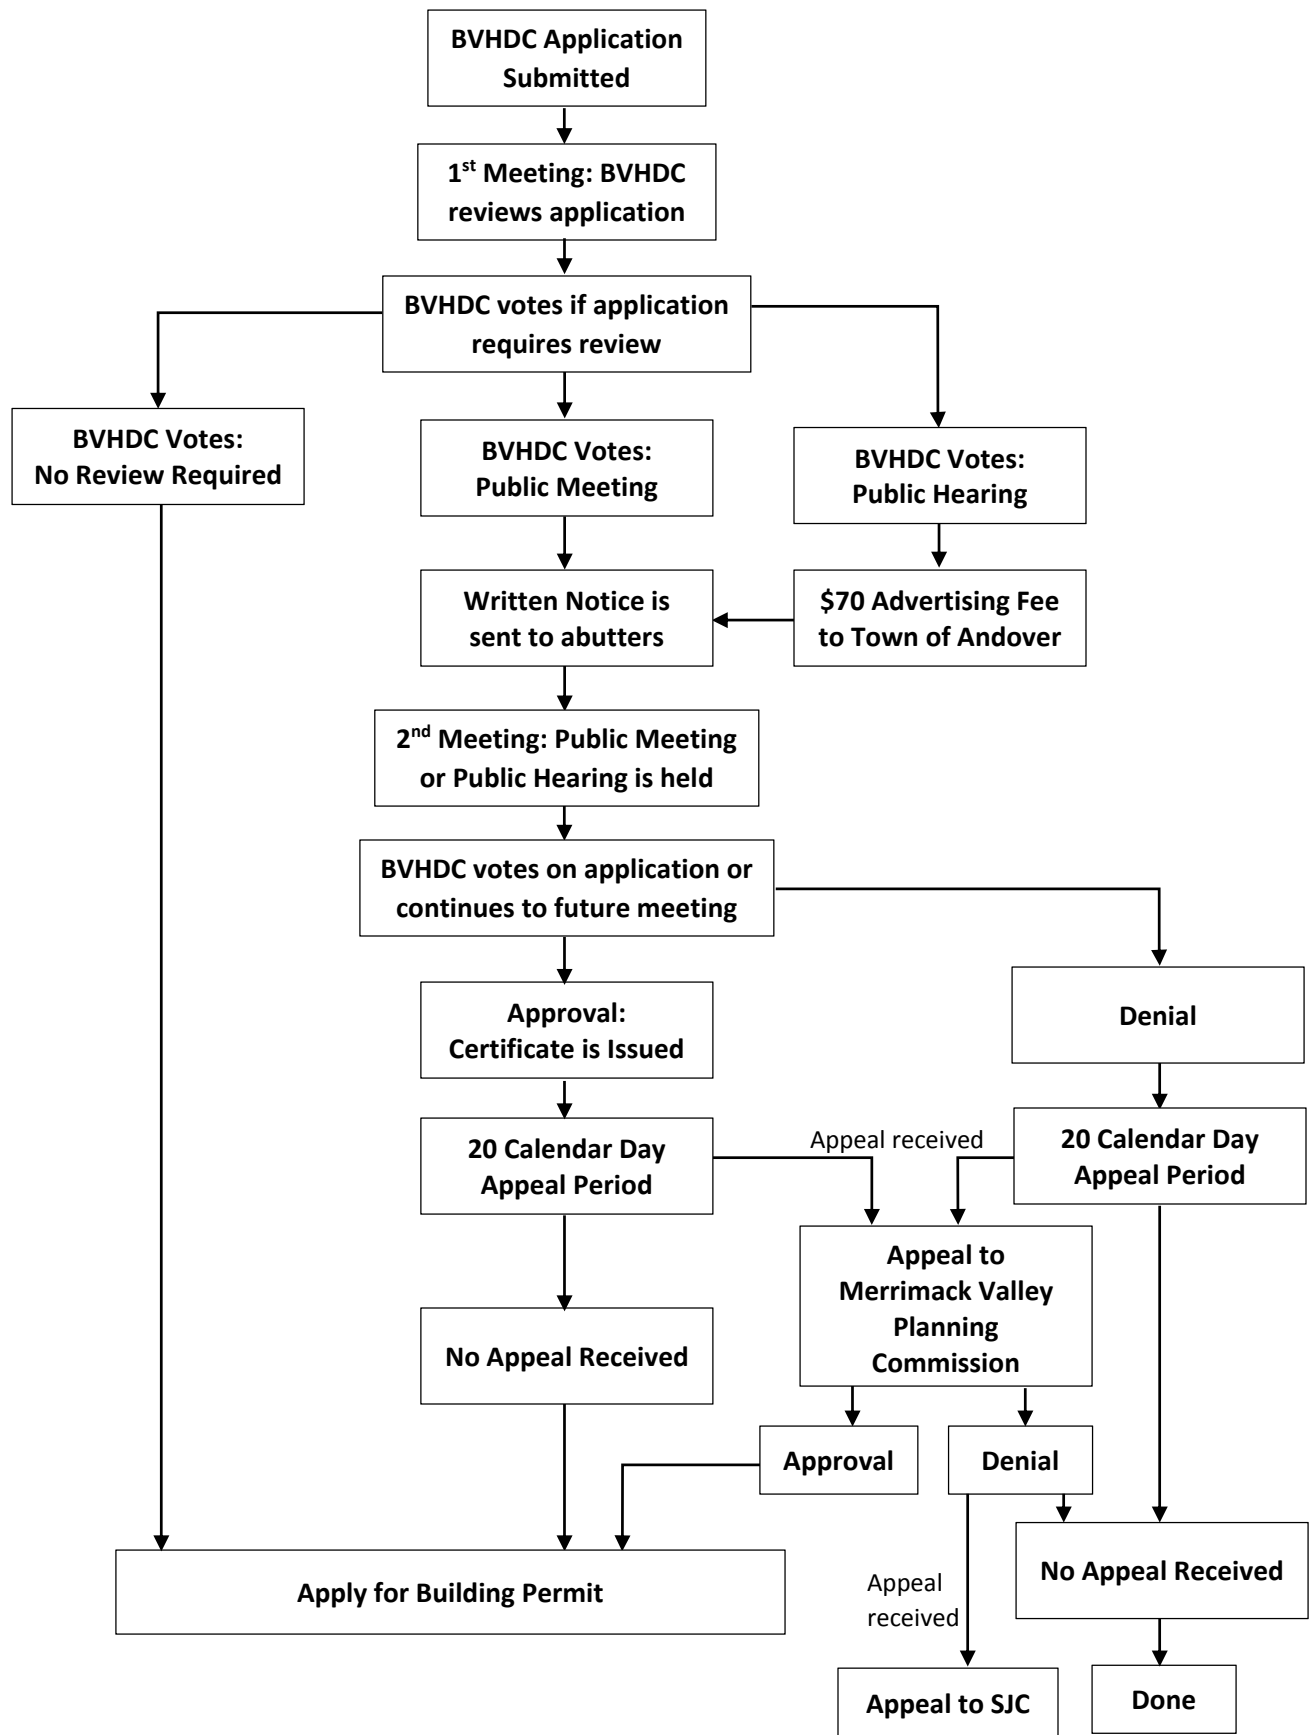 BVHDC Application
Submitted
1st Meeting: BVHDC
reviews application
BVHDC votes if application
requires review
BVHDC Votes:
No Review Required
BVHDC Votes:
Public Meeting
BVHDC Votes:
Public Hearing
Written Notice is
sent to abutters
$70 Advertising Fee
to Town of Andover
2nd Meeting: Public Meeting
or Public Hearing is held
BVHDC votes on application or
continues to future meeting
Approval:
Certificate is Issued
Denial
20 Calendar Day
Appeal Period
Appeal received
20 Calendar Day
Appeal Period
Appeal to
Merrimack Valley
Planning
Commission
No Appeal Received
Approval
Denial
No Appeal Received
Apply for Building Permit
Appeal
received
Appeal to SJC
Done